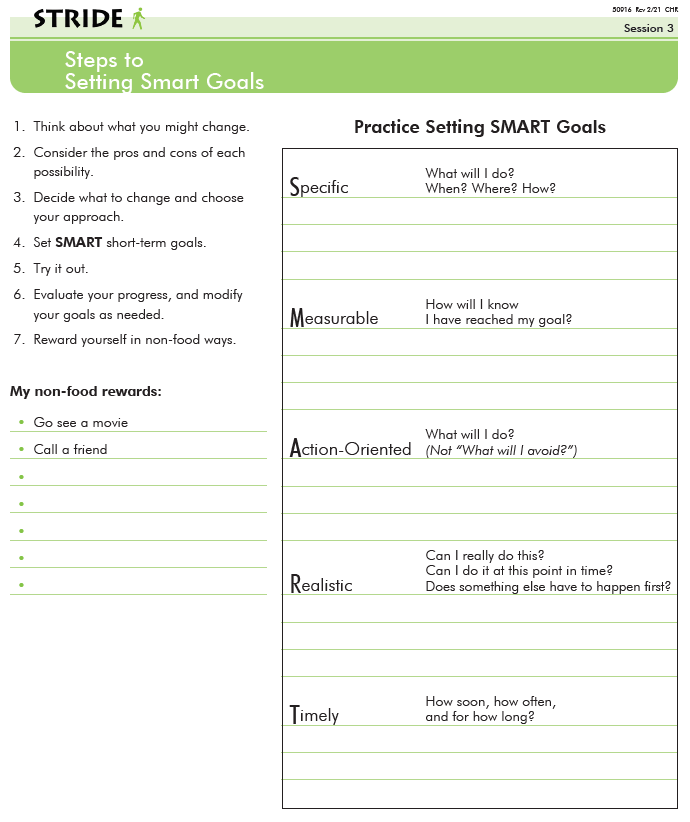 STRIDE
50916 Rev 2/21 CHR
Session 3
Steps to
Setting Smart Goals
1. Think about what you might change.
2. Consider the pros and cons of each
possibility.
3. Decide what to change and choose
your approach.
4. Set SMART short-term goals.
5. Try it out.
6. Evaluate your progress, and modify
your goals as needed.
7. Reward yourself in non-food ways.
My non-food rewards:
• Go see a movie
• Call a friend
•
•
•
•
•
Practice Setting SMART Goals
Specific
What will I do?
When? Where? How?
Measurable
How will I know
I have reached my goal?
Action-Oriented
What will I do?
(Not “What will I avoid?”)
Realistic
Can I really do this?
Can I do it at this point in time?
Does something else have to happen first?
Timely
How soon, how often,
and for how long?